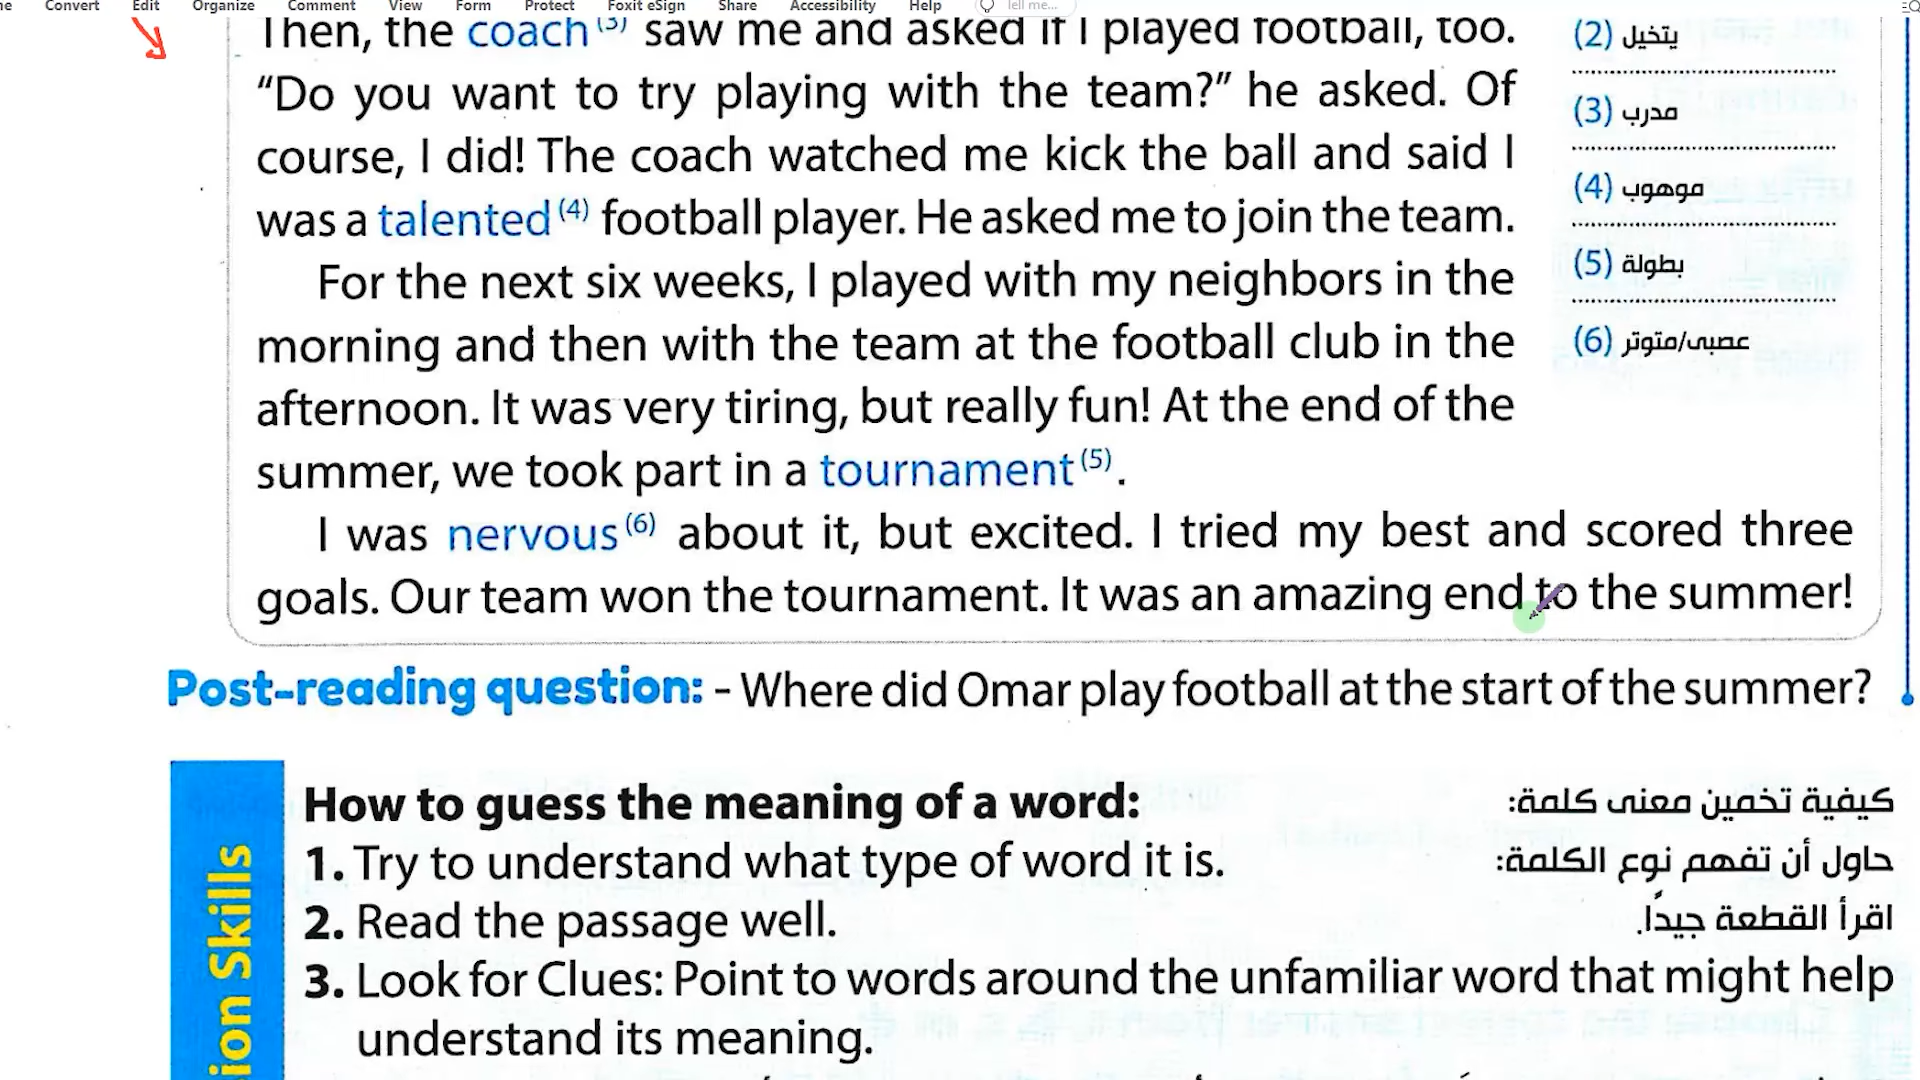 Convert Edit Organize Comment View Form Protect Foxit eSign Share Accessibility Help Tell me...
Then, the coach (3) saw me and asked if I played football, too.
“Do you want to try playing with the team?” he asked. Of
course, I did! The coach watched me kick the ball and said I
was a talented (4) football player. He asked me to join the team.
For the next six weeks, I played with my neighbors in the
morning and then with the team at the football club in the
afternoon. It was very tiring, but really fun! At the end of the
summer, we took part in a tournament (5).
I was nervous (6) about it, but excited. I tried my best and scored three
goals. Our team won the tournament. It was an amazing end to the summer!
(2) يتخيل
(3) مدرب
(4) موهوب
(5) بطولة
(6) عصبى/متوتر
Post-reading question: - Where did Omar play football at the start of the summer?
ion Skills
How to guess the meaning of a word:
كيفية تخمين معنى كلمة:
1. Try to understand what type of word it is.
حاول أن تفهم نوع الكلمة:
2. Read the passage well.
اقرأ القطعة جيدًا.
3. Look for Clues: Point to words around the unfamiliar word that might help
understand its meaning.